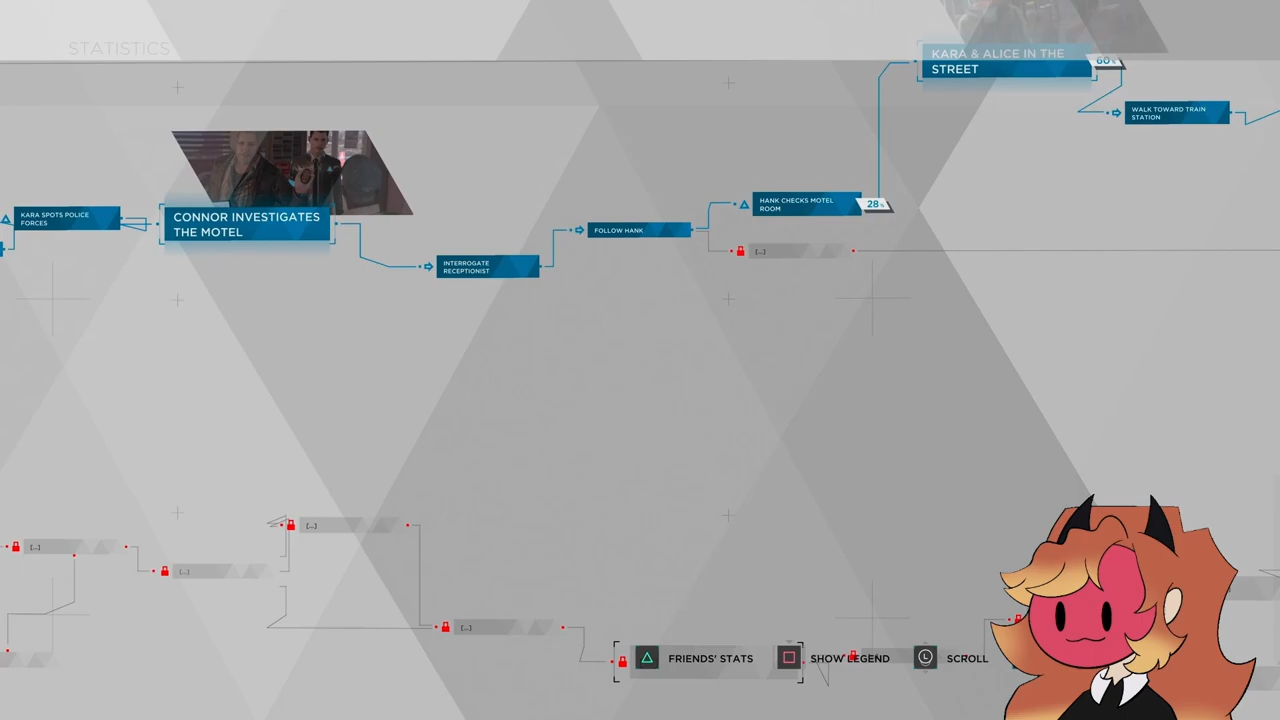 STATISTICS
KARA & ALICE IN THE
STREET
60%
WALK TOWARD TRAIN
STATION
KARA SPOTS POLICE
FORCES
CONNOR INVESTIGATES
THE MOTEL
INTERROGATE
RECEPTIONIST
FOLLOW HANK
HANK CHECKS MOTEL
ROOM
28%
[...]
[...]
[...]
[...]
[...]
FRIENDS' STATS
SHOW LEGEND
L
SCROLL